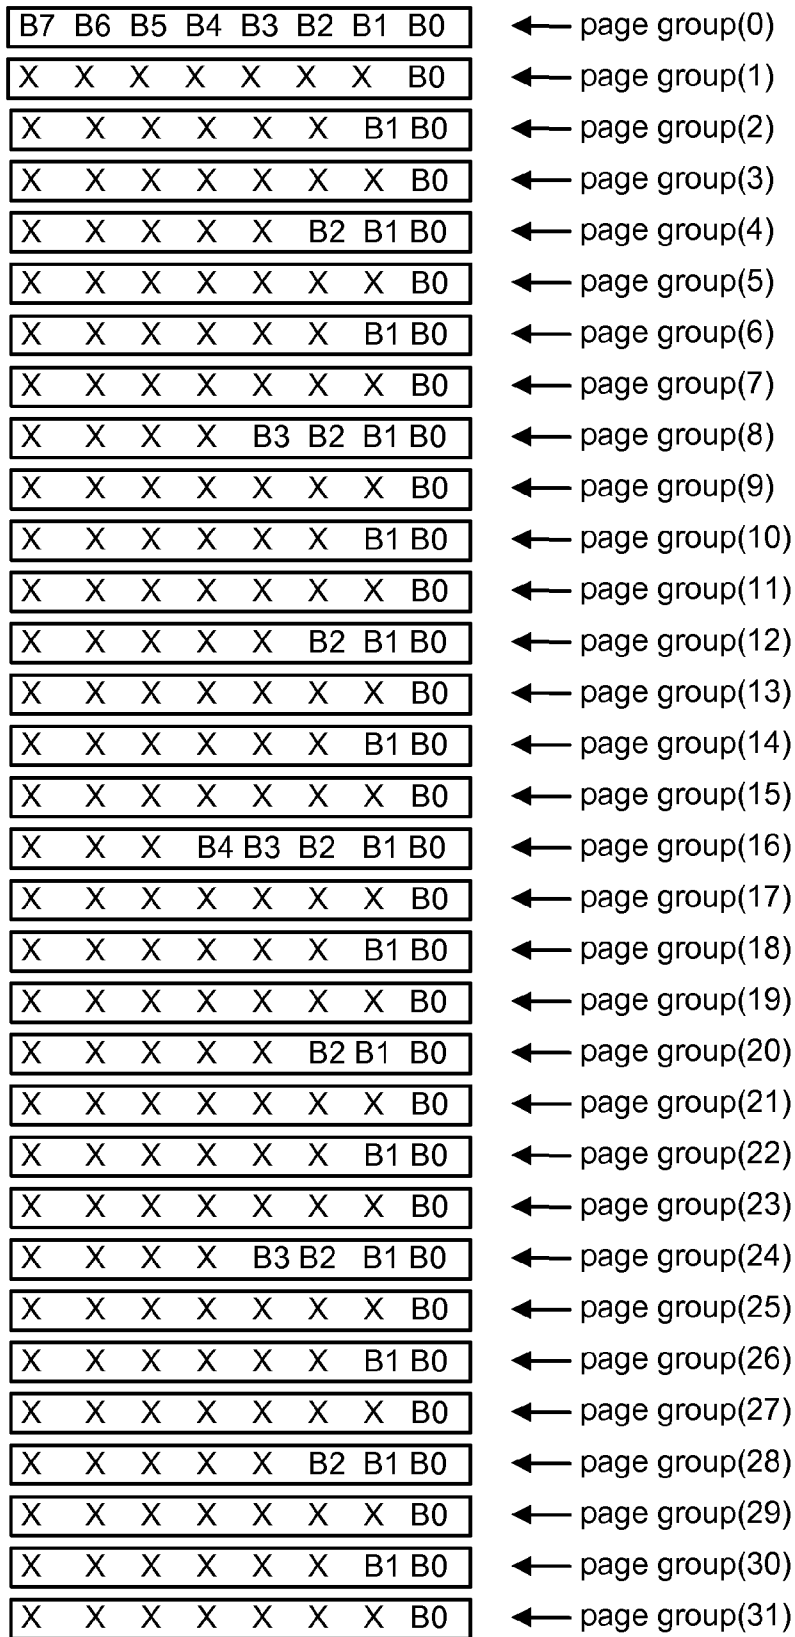 B7 B6 B5 B4 B3 B2 B1 B0 page group(0)
X X X X X X X B0 page group(1)
X X X X X X B1 B0 page group(2)
X X X X X X X B0 page group(3)
X X X X X B2 B1 B0 page group(4)
X X X X X X X B0 page group(5)
X X X X X X B1 B0 page group(6)
X X X X X X X B0 page group(7)
X X X X B3 B2 B1 B0 page group(8)
X X X X X X X B0 page group(9)
X X X X X X B1 B0 page group(10)
X X X X X X X B0 page group(11)
X X X X X B2 B1 B0 page group(12)
X X X X X X X B0 page group(13)
X X X X X X B1 B0 page group(14)
X X X X X X X B0 page group(15)
X X X B4 B3 B2 B1 B0 page group(16)
X X X X X X X B0 page group(17)
X X X X X X B1 B0 page group(18)
X X X X X X X B0 page group(19)
X X X X X B2 B1 B0 page group(20)
X X X X X X X B0 page group(21)
X X X X X X B1 B0 page group(22)
X X X X X X X B0 page group(23)
X X X X B3 B2 B1 B0 page group(24)
X X X X X X X B0 page group(25)
X X X X X X B1 B0 page group(26)
X X X X X X X B0 page group(27)
X X X X X B2 B1 B0 page group(28)
X X X X X X X B0 page group(29)
X X X X X X B1 B0 page group(30)
X X X X X X X B0 page group(31)